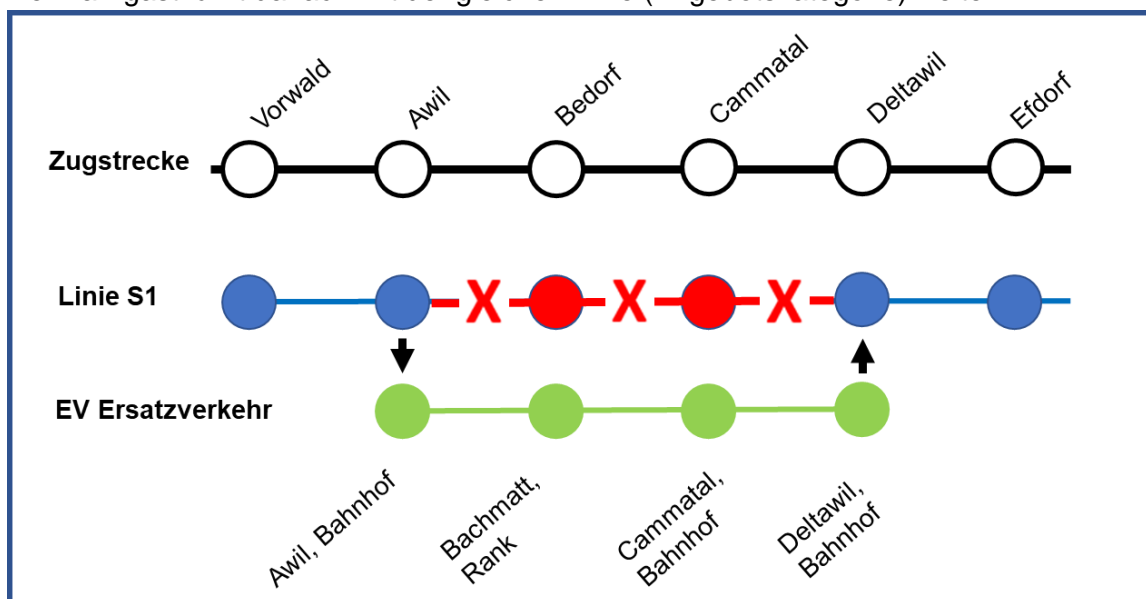 Vorwald
Awil
Bedorf
Cammatal
Deltawil
Efdorf
Zugstrecke
Linie S1
X X X
EV Ersatzverkehr
Awil, Bahnhof
Bachmatt,
Rank
Cammatal,
Bahnhof
Deltawil,
Bahnhof